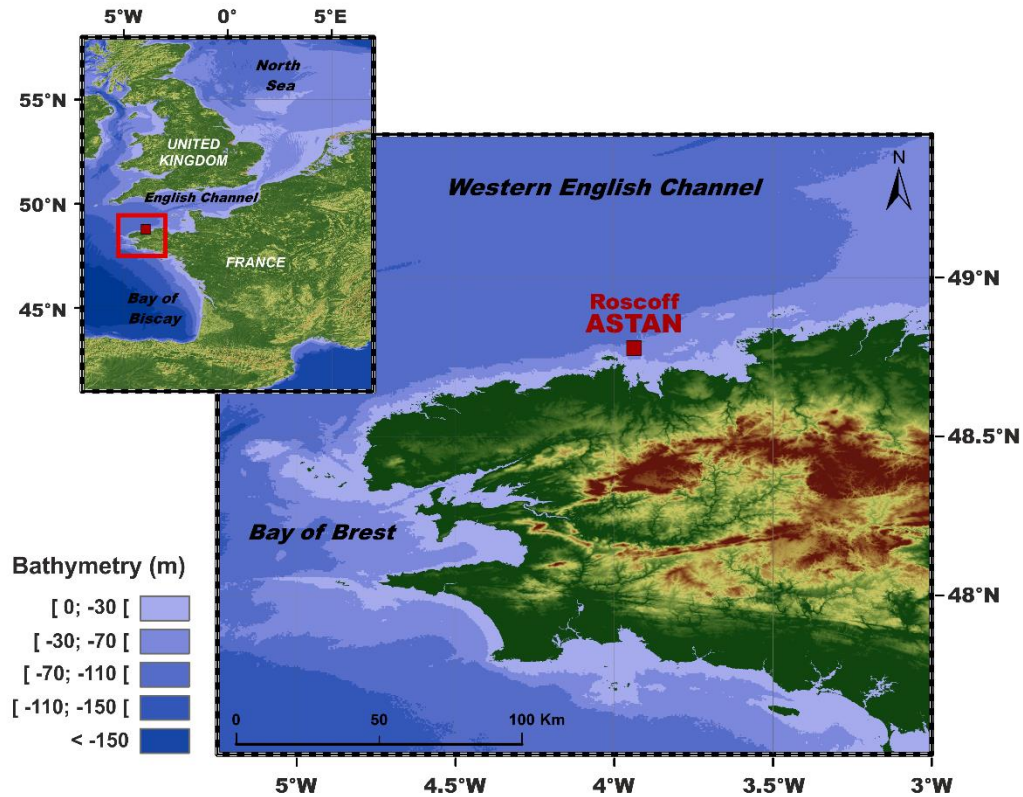 5°W 0° 5°E
55°N
50°N
45°N
North
Sea
UNITED
KINGDOM
English Channel
FRANCE
Bay of
Biscay
Western English Channel
N
Roscoff
ASTAN
Bay of Brest
49°N
48.5°N
48°N
Bathymetry (m)
[ 0; -30 [
[ -30; -70 [
[ -70; -110 [
[ -110; -150 [
< -150
0 50 100 Km
5°W 4.5°W 4°W 3.5°W 3°W